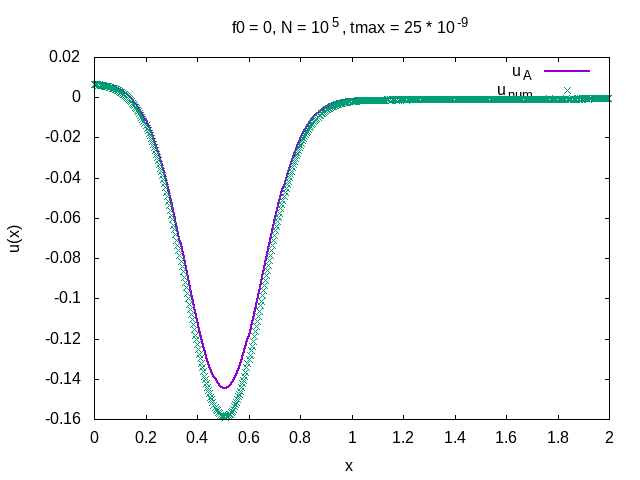 f0 = 0, N = 10^5, tmax = 25 * 10^-9
u_A
u_num
0.02
0
-0.02
-0.04
-0.06
-0.08
-0.1
-0.12
-0.14
-0.16
u(x)
0 0.2 0.4 0.6 0.8 1 1.2 1.4 1.6 1.8 2
x